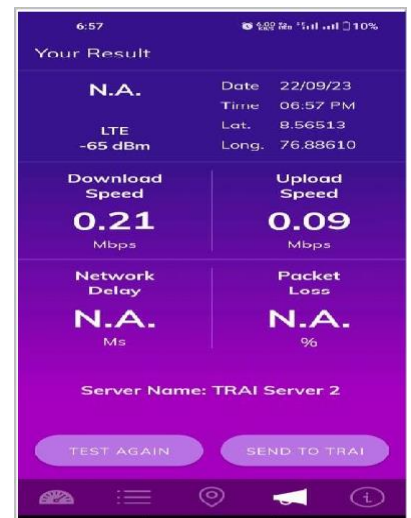 6:57
10%
Your Result
N.A.
LTE
-65 dBm
Date 22/09/23
Time 06:57 PM
Lat. 8.56513
Long. 76.88610
Download
Speed
0.21
Mbps
Upload
Speed
0.09
Mbps
Network
Delay
N.A.
Ms
Packet
Loss
N.A.
%
Server Name: TRAI Server 2
TEST AGAIN
SEND TO TRAI